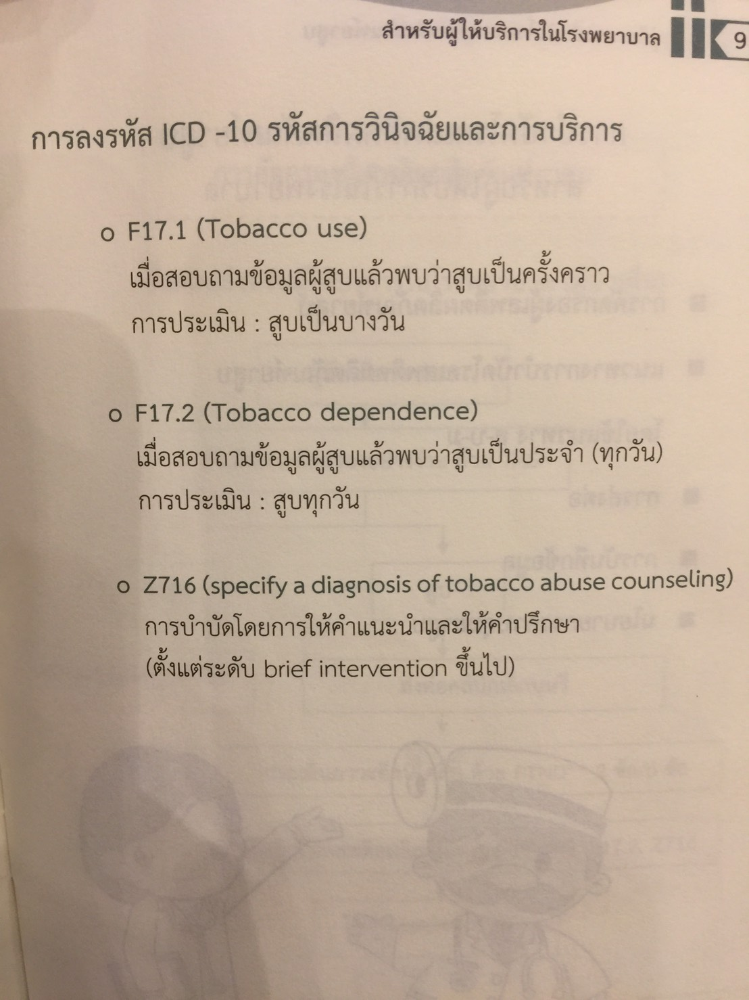 สำหรับผู้ให้บริการในโรงพยาบาล 9
การลงรหัส ICD -10 รหัสการวินิจฉัยและการบริการ
o F17.1 (Tobacco use)
เมื่อสอบถามข้อมูลผู้สูบแล้วพบว่าสูบเป็นครั้งคราว
การประเมิน : สูบเป็นบางวัน
o F17.2 (Tobacco dependence)
เมื่อสอบถามข้อมูลผู้สูบแล้วพบว่าสูบเป็นประจำ (ทุกวัน)
การประเมิน : สูบทุกวัน
o Z716 (specify a diagnosis of tobacco abuse counseling)
การบำบัดโดยการให้คำแนะนำและให้คำปรึกษา
(ตั้งแต่ระดับ brief intervention ขึ้นไป)